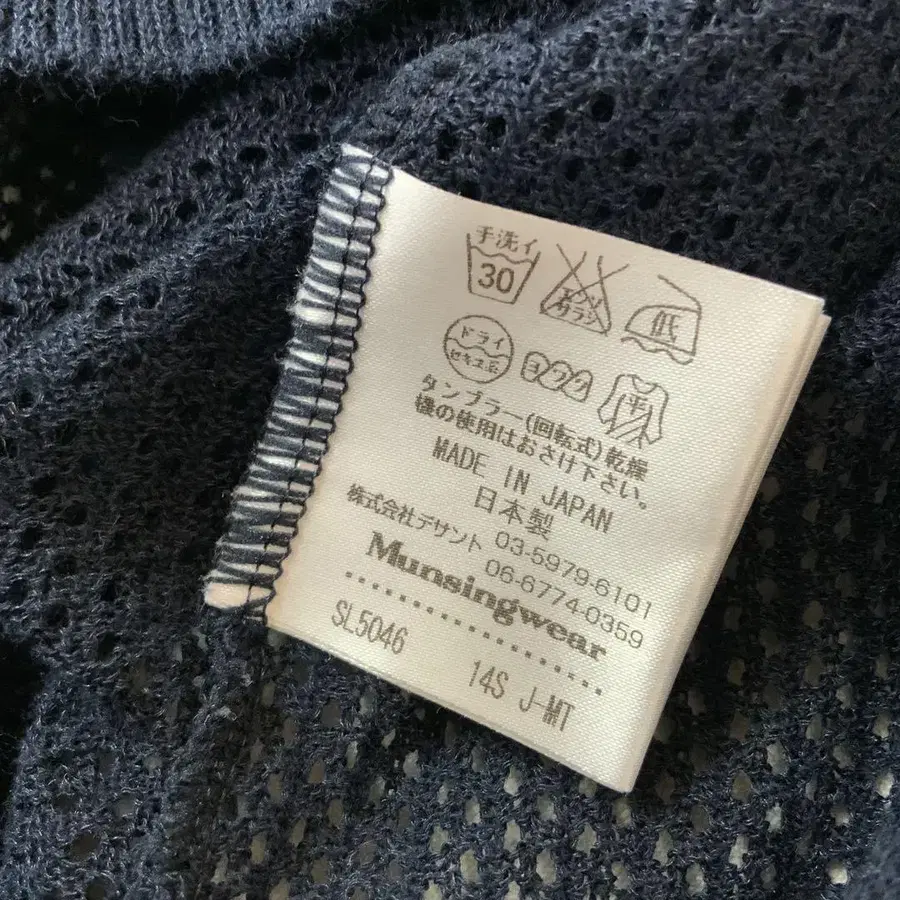 手洗イ
30
エンソ
サラシ
低
ドライ
セキユ系
ヨワク
平
タンブラー(回転式)乾燥
機の使用はおさけ下さい。
MADE IN JAPAN
日本製
株式会社デサント 03-5979-6101
06-6774-0359
Munsingwear
SL5046
14S J-MT